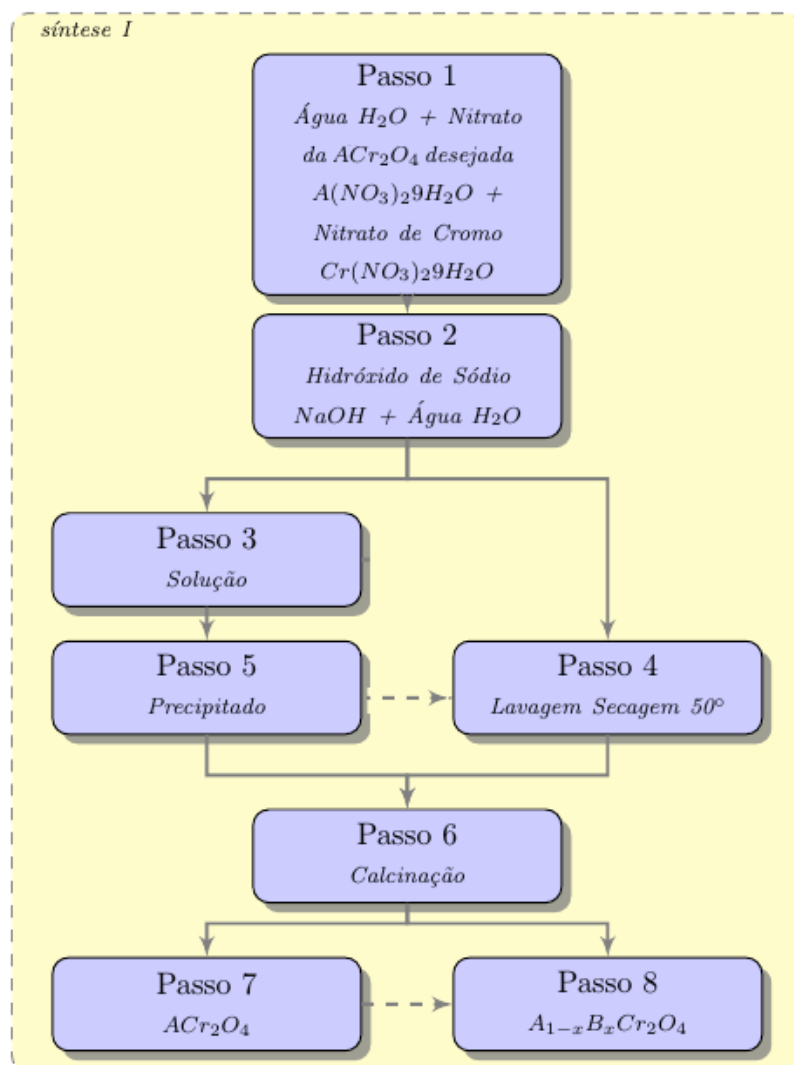 síntese I
Passo 1
Água H₂O + Nitrato
da ACr₂O₄ desejada
A(NO₃)₂9H₂O +
Nitrato de Cromo
Cr(NO₃)₂9H₂O
Passo 2
Hidróxido de Sódio
NaOH + Água H₂O
Passo 3
Solução
Passo 5
Precipitado
Passo 4
Lavagem Secagem 50°
Passo 6
Calcinação
Passo 7
ACr₂O₄
Passo 8
A₁₋ₓBₓCr₂O₄